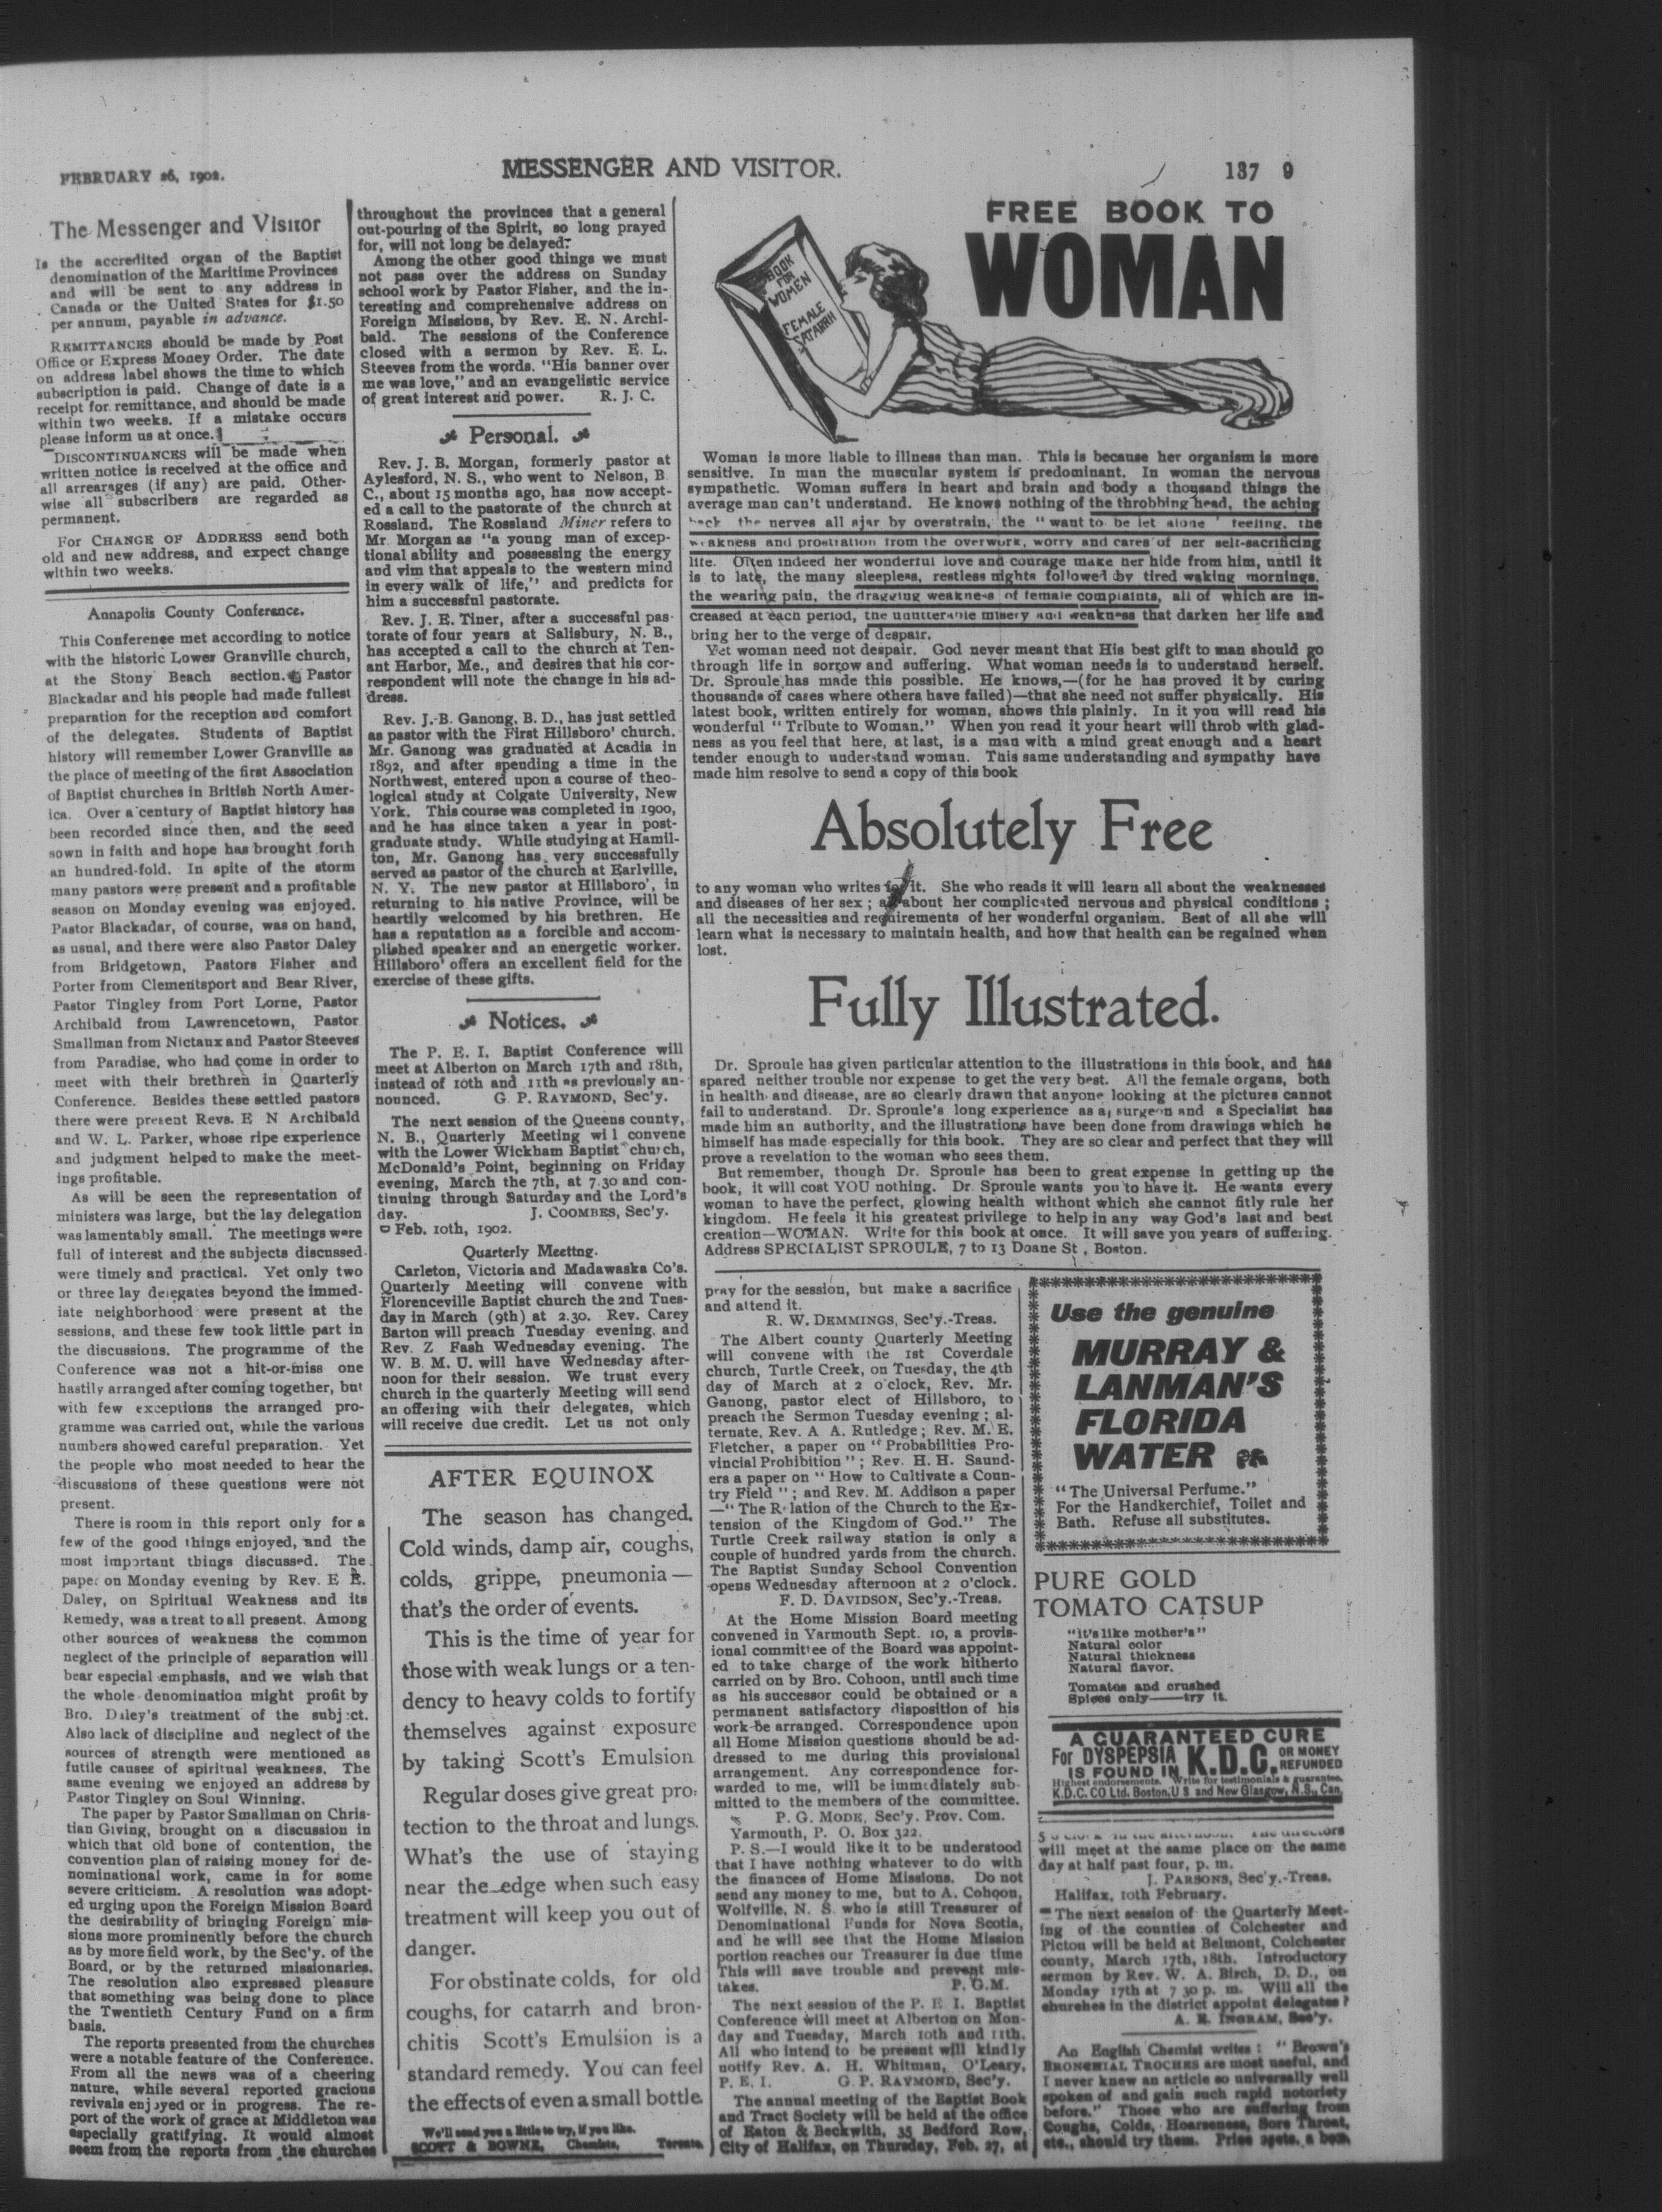 FEBRUARY 26, 1902.
MESSENGER AND VISITOR.
137 9
The Messenger and Visitor
Is the accredited organ of the Baptist
denomination of the Maritime Provinces
and will be sent to any address in
Canada or the United States for $1.50
per annum, payable in advance.
REMITTANCES should be made by Post
Office or Express Money Order. The date
on address label shows the time to which
subscription is paid. Change of date is a
receipt for remittance, and should be made
within two weeks. If a mistake occurs
please inform us at once.
DISCONTINUANCES will be made when
written notice is received at the office and
all arrearages (if any) are paid. Other-
wise all subscribers are regarded as
permanent.
For CHANGE OF ADDRESS send both
old and new address, and expect change
within two weeks.
Annapolis County Conference.
This Conference met according to notice
with the historic Lower Granville church,
at the Stony Beach section. Pastor
Blackadar and his people had made fullest
preparation for the reception and comfort
of the delegates. Students of Baptist
history will remember Lower Granville as
the place of meeting of the first Association
of Baptist churches in British North Amer-
ica. Over a century of Baptist history has
been recorded since then, and the seed
sown in faith and hope has brought forth
an hundred-fold. In spite of the storm
many pastors were present and a profitable
season on Monday evening was enjoyed.
Pastor Blackadar, of course, was on hand,
as usual, and there were also Pastor Daley
from Bridgetown, Pastors Fisher and
Porter from Clementsport and Bear River,
Pastor Tingley from Port Lorne, Pastor
Archibald from Lawrencetown, Pastor
Smallman from Nictaux and Pastor Steeves
from Paradise, who had come in order to
meet with their brethren in Quarterly
Conference. Besides these settled pastors
there were present Revs. E N Archibald
and W. L. Parker, whose ripe experience
and judgment helped to make the meet-
ings profitable.
As will be seen the representation of
ministers was large, but the lay delegation
was lamentably small. The meetings were
full of interest and the subjects discussed
were timely and practical. Yet only two
or three lay delegates beyond the immed-
iate neighborhood were present at the
sessions, and these few took little part in
the discussions. The programme of the
Conference was not a hit-or-miss one
hastily arranged after coming together, but
with few exceptions the arranged pro-
gramme was carried out, while the various
numbers showed careful preparation. Yet
the people who most needed to hear the
discussions of these questions were not
present.
There is room in this report only for a
few of the good things enjoyed, and the
most important things discussed. The
paper on Monday evening by Rev. E E.
Daley, on Spiritual Weakness and its
Remedy, was a treat to all present. Among
other sources of weakness the common
neglect of the principle of separation will
bear especial emphasis, and we wish that
the whole denomination might profit by
Bro. Daley's treatment of the subject.
Also lack of discipline and neglect of the
sources of strength were mentioned as
futile causes of spiritual weakness. The
same evening we enjoyed an address by
Pastor Tingley on Soul Winning.
The paper by Pastor Smallman on Chris-
tian Giving, brought on a discussion in
which that old bone of contention, the
convention plan of raising money for de-
nominational work, came in for some
severe criticism. A resolution was adopt-
ed urging upon the Foreign Mission Board
the desirability of bringing Foreign mis-
sions more prominently before the church
as by more field work, by the Sec'y. of the
Board, or by the returned missionaries.
The resolution also expressed pleasure
that something was being done to place
the Twentieth Century Fund on a firm
basis.
The reports presented from the churches
were a notable feature of the Conference.
From all the news was of a cheering
nature, while several reported gracious
revivals enjoyed or in progress. The re-
port of the work of grace at Middleton was
especially gratifying. It would almost
seem from the reports from the churches
throughout the provinces that a general
out-pouring of the Spirit, so long prayed
for, will not long be delayed.
Among the other good things we must
not pass over the address on Sunday
school work by Pastor Fisher, and the in-
teresting and comprehensive address on
Foreign Missions, by Rev. E. N. Archi-
bald. The sessions of the Conference
closed with a sermon by Rev. E. L.
Steeves from the words. "His banner over
me was love," and an evangelistic service
of great interest and power. R. J. C.
Personal.
Rev. J. B. Morgan, formerly pastor at
Aylesford, N. S., who went to Nelson, B
C., about 15 months ago, has now accept-
ed a call to the pastorate of the church at
Rossland. The Rossland Miner refers to
Mr. Morgan as "a young man of excep-
tional ability and possessing the energy
and vim that appeals to the western mind
in every walk of life," and predicts for
him a successful pastorate.
Rev. J. E. Tiner, after a successful pas-
torate of four years at Salisbury, N. B.,
has accepted a call to the church at Ten-
ant Harbor, Me., and desires that his cor-
respondent will note the change in his ad-
dress.
Rev. J. B. Ganong, B. D., has just settled
as pastor with the First Hillsboro' church.
Mr. Ganong was graduated at Acadia in
1892, and after spending a time in the
Northwest, entered upon a course of theo-
logical study at Colgate University, New
York. This course was completed in 1900,
and he has since taken a year in post-
graduate study. While studying at Hamil-
ton, Mr. Ganong has very successfully
served as pastor of the church at Earlville,
N. Y. The new pastor at Hillsboro', in
returning to his native Province, will be
heartily welcomed by his brethren. He
has a reputation as a forcible and accom-
plished speaker and an energetic worker.
Hillsboro' offers an excellent field for the
exercise of these gifts.
Notices.
The P. E. I. Baptist Conference will
meet at Alberton on March 17th and 18th,
instead of 10th and 11th as previously an-
nounced. G. P. RAYMOND, Sec'y.
The next session of the Queens county,
N. B., Quarterly Meeting will convene
with the Lower Wickham Baptist church,
McDonald's Point, beginning on Friday
evening, March the 7th, at 7.30 and con-
tinuing through Saturday and the Lord's
day. J. COOMBES, Sec'y.
Feb. 10th, 1902.
Quarterly Meeting.
Carleton, Victoria and Madawaska Co's.
Quarterly Meeting will convene with
Florenceville Baptist church the 2nd Tues-
day in March (9th) at 2.30. Rev. Carey
Barton will preach Tuesday evening, and
Rev. Z Fash Wednesday evening. The
W. B. M. U. will have Wednesday after-
noon for their session. We trust every
church in the quarterly Meeting will send
an offering with their delegates, which
will receive due credit. Let us not only
AFTER EQUINOX
The season has changed.
Cold winds, damp air, coughs,
colds, grippe, pneumonia—
that's the order of events.
This is the time of year for
those with weak lungs or a ten-
dency to heavy colds to fortify
themselves against exposure
by taking Scott's Emulsion
Regular doses give great pro-
tection to the throat and lungs.
What's the use of staying
near the edge when such easy
treatment will keep you out of
danger.
For obstinate colds, for old
coughs, for catarrh and bron-
chitis Scott's Emulsion is a
standard remedy. You can feel
the effects of even a small bottle.
We'll send you a little to try, if you like.
SCOTT & BOWNE, Chemists, Toronto
BOOK
FOR
WOMEN
FEMALE
SATARRH
FREE BOOK TO
WOMAN
Woman is more liable to illness than man. This is because her organism is more
sensitive. In man the muscular system is predominant. In woman the nervous
sympathetic. Woman suffers in heart and brain and body a thousand things the
average man can't understand. He knows nothing of the throbbing head, the aching
back the nerves all ajar by overstrain, the "want to be let alone" feeling, the
weakness and prostration from the overwork, worry and cares of her self-sacrificing
life. Often indeed her wonderful love and courage make her hide from him, until it
is to late, the many sleepless, restless nights followed by tired waking mornings.
the wearing pain, the dragging weakness of female complaints, all of which are in-
creased at each period, the unutterable misery and weakness that darken her life and
bring her to the verge of despair.
Yet woman need not despair. God never meant that His best gift to man should go
through life in sorrow and suffering. What woman needs is to understand herself.
Dr. Sproule has made this possible. He knows,—(for he has proved it by curing
thousands of cases where others have failed)—that she need not suffer physically. His
latest book, written entirely for woman, shows this plainly. In it you will read his
wonderful "Tribute to Woman." When you read it your heart will throb with glad-
ness as you feel that here, at last, is a man with a mind great enough and a heart
tender enough to understand woman. This same understanding and sympathy have
made him resolve to send a copy of this book
Absolutely Free
to any woman who writes for it. She who reads it will learn all about the weaknesses
and diseases of her sex; all about her complicated nervous and physical conditions;
all the necessities and requirements of her wonderful organism. Best of all she will
learn what is necessary to maintain health, and how that health can be regained when
lost.
Fully Illustrated.
Dr. Sproule has given particular attention to the illustrations in this book, and has
spared neither trouble nor expense to get the very best. All the female organs, both
in health and disease, are so clearly drawn that anyone looking at the pictures cannot
fail to understand. Dr. Sproule's long experience as a surgeon and a Specialist has
made him an authority, and the illustrations have been done from drawings which he
himself has made especially for this book. They are so clear and perfect that they will
prove a revelation to the woman who sees them.
But remember, though Dr. Sproule has been to great expense in getting up the
book, it will cost YOU nothing. Dr. Sproule wants you to have it. He wants every
woman to have the perfect, glowing health without which she cannot fitly rule her
kingdom. He feels it his greatest privilege to help in any way God's last and best
creation—WOMAN. Write for this book at once. It will save you years of suffering.
Address SPECIALIST SPROULE, 7 to 13 Doane St, Boston.
pray for the session, but make a sacrifice
and attend it.
R. W. DEMMINGS, Sec'y.-Treas.
The Albert county Quarterly Meeting
will convene with the 1st Coverdale
church, Turtle Creek, on Tuesday, the 4th
day of March at 2 o'clock, Rev. Mr.
Ganong, pastor elect of Hillsboro, to
preach the Sermon Tuesday evening; al-
ternate, Rev. A A. Rutledge; Rev. M. E.
Fletcher, a paper on "Probabilities Pro-
vincial Prohibition"; Rev. H. H. Saund-
ers a paper on "How to Cultivate a Coun-
try Field"; and Rev. M. Addison a paper
—"The Relation of the Church to the Ex-
tension of the Kingdom of God." The
Turtle Creek railway station is only a
couple of hundred yards from the church.
The Baptist Sunday School Convention
opens Wednesday afternoon at 2 o'clock.
F. D. DAVIDSON, Sec'y.-Treas.
At the Home Mission Board meeting
convened in Yarmouth Sept. 10, a provis-
ional committee of the Board was appoint-
ed to take charge of the work hitherto
carried on by Bro. Cohoon, until such time
as his successor could be obtained or a
permanent satisfactory disposition of his
work be arranged. Correspondence upon
all Home Mission questions should be ad-
dressed to me during this provisional
arrangement. Any correspondence for-
warded to me, will be immediately sub-
mitted to the members of the committee.
P. G. MODE, Sec'y. Prov. Com.
Yarmouth, P. O. Box 322.
P. S.—I would like it to be understood
that I have nothing whatever to do with
the finances of Home Missions. Do not
send any money to me, but to A. Cohoon,
Wolfville, N. S. who is still Treasurer of
Denominational Funds for Nova Scotia,
and he will see that the Home Mission
portion reaches our Treasurer in due time
This will save trouble and prevent mis-
takes. P. G.M.
The next session of the P. E I. Baptist
Conference will meet at Alberton on Mon-
day and Tuesday, March 10th and 11th.
All who intend to be present will kindly
notify Rev. A. H. Whitman, O'Leary,
P. E. I. G. P. RAYMOND, Sec'y.
The annual meeting of the Baptist Book
and Tract Society will be held at the office
of Eaton & Beckwith, 35 Bedford Row,
City of Halifax, on Thursday, Feb. 27, at
Use the genuine
MURRAY &
LANMAN'S
FLORIDA
WATER
"The Universal Perfume."
For the Handkerchief, Toilet and
Bath. Refuse all substitutes.
PURE GOLD
TOMATO CATSUP
"It's like mother's"
Natural color
Natural thickness
Natural flavor.
Tomatos and crushed
Spices only——try it.
A GUARANTEED CURE
For DYSPEPSIA
IS FOUND IN K.D.C. OR MONEY
REFUNDED
Highest endorsements. Write for testimonials & guarantee.
K.D.C. CO Ltd. Boston, U S and New Glasgow, N.S., Can.
5 o'clock in the afternoon. The directors
will meet at the same place on the same
day at half past four, p. m.
J. PARSONS, Sec'y.-Treas.
Halifax, 10th February.
The next session of the Quarterly Meet-
ing of the counties of Colchester and
Pictou will be held at Belmont, Colchester
county, March 17th, 18th. Introductory
sermon by Rev. W. A. Birch, D. D., on
Monday 17th at 7 30 p. m. Will all the
churches in the district appoint delegates?
A. E. INGRAM, Sec'y.
An English Chemist writes: "Brown's
BRONCHIAL TROCHES are most useful, and
I never knew an article so universally well
spoken of and gain such rapid notoriety
before." Those who are suffering from
Coughs, Colds, Hoarseness, Sore Throat,
etc., should try them. Price 25cts. a box.